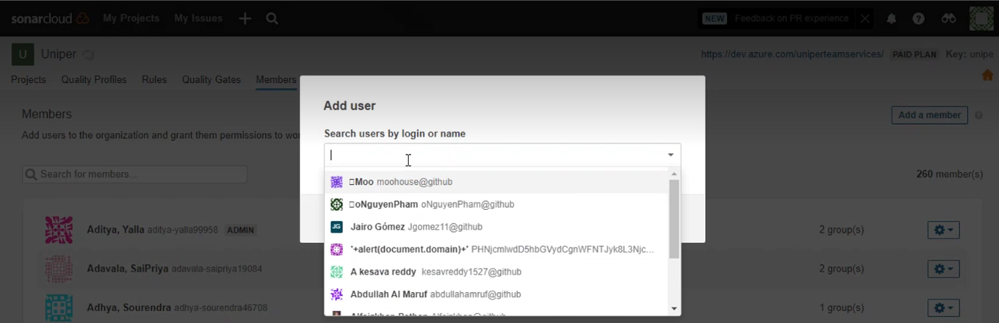 sonarcloud My Projects My Issues NEW Feedback on PR experience
U Uniper https://dev.azure.com/uniperteamservices/ PAID PLAN Key: unipe
Projects Quality Profiles Rules Quality Gates Members
Add user
Members Add a member
Search users by login or name
Add users to the organization and grant them permissions to wo
Search for members... 260 member(s)
Moo moohouse@github
oNguyenPham oNguyenPham@github
JG Jairo Gómez Jgomez11@github
Aditya, Yalla aditya-yalla99958 ADMIN 2 group(s)
'+alert(document.domain)+' PHNjcmlwdD5hbGVydCgnWFNTJyk8L3Njc...
Adavala, SaiPriya adavala-saipriya19084 2 group(s)
A kesava reddy kesavreddy1527@github
Abdullah Al Maruf abdullahamruf@github
Adhya, Sourendra adhya-sourendra46708 1 group(s)